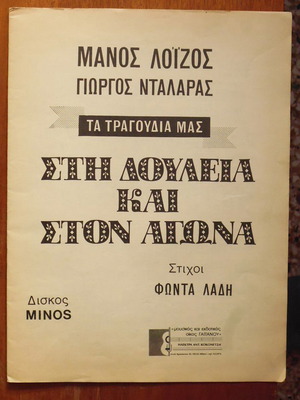 ΜΑΝΟΣ ΛΟΪΖΟΣ
ΓΙΩΡΓΟΣ ΝΤΑΛΑΡΑΣ
ΤΑ ΤΡΑΓΟΥΔΙΑ ΜΑΣ
ΣΤΗ ΔΟΥΛΕΙΑ
ΚΑΙ
ΣΤΟΝ ΑΓΩΝΑ
Στιχοι
ΦΩΝΤΑ ΛΑΔΗ
Δισκος
MINOS